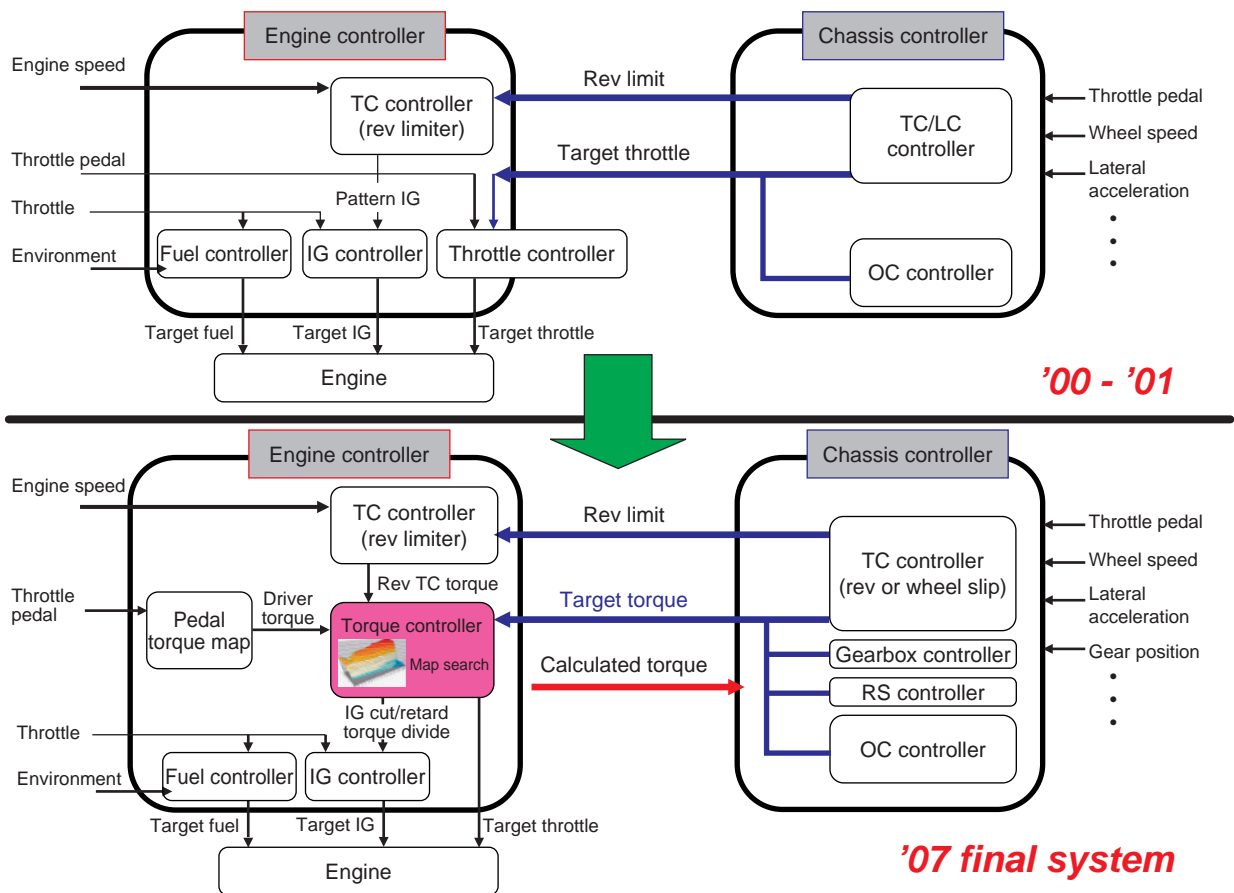 Engine controller
Chassis controller
Engine speed
TC controller
(rev limiter)
Rev limit
TC/LC
controller
Throttle pedal
Wheel speed
Lateral
acceleration
Throttle pedal
Target throttle
Pattern IG
Throttle
Environment
Fuel controller
IG controller
Throttle controller
OC controller
Target fuel
Target IG
Target throttle
Engine
’00 - ’01
Engine controller
Chassis controller
Engine speed
TC controller
(rev limiter)
Rev limit
TC controller
(rev or wheel slip)
Throttle pedal
Wheel speed
Lateral
acceleration
Gear position
Rev TC torque
Throttle
pedal
Pedal
torque map
Driver
torque
Torque controller
Map search
Target torque
Calculated torque
Gearbox controller
RS controller
OC controller
IG cut/retard
torque divide
Throttle
Environment
Fuel controller
IG controller
Target fuel
Target IG
Target throttle
Engine
’07 final system